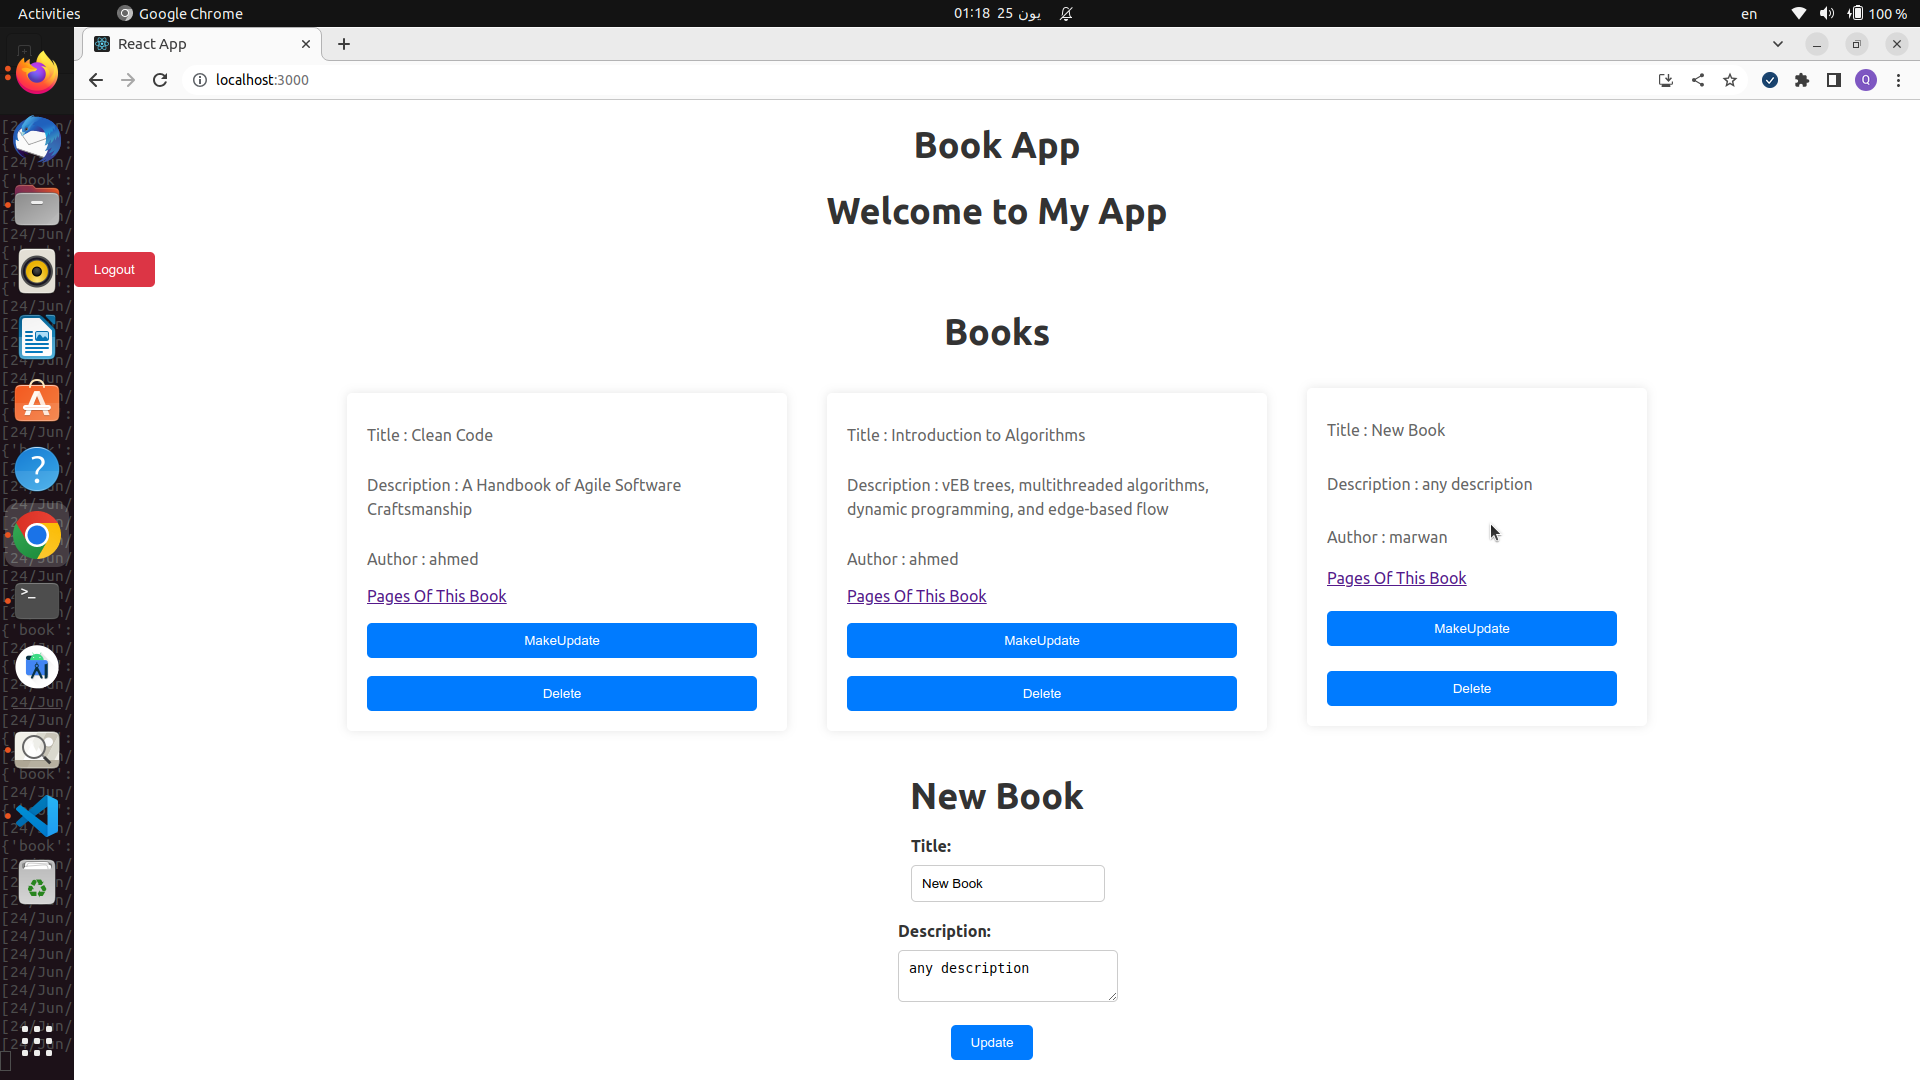 Activities
Google Chrome
01:18 25 يون
en
100 %
React App
localhost:3000
Q
Book App
Welcome to My App
Logout
Books
Title : Clean Code
Description : A Handbook of Agile Software
Craftsmanship
Author : ahmed
Pages Of This Book
MakeUpdate
Delete
Title : Introduction to Algorithms
Description : vEB trees, multithreaded algorithms,
dynamic programming, and edge-based flow
Author : ahmed
Pages Of This Book
MakeUpdate
Delete
Title : New Book
Description : any description
Author : marwan
Pages Of This Book
MakeUpdate
Delete
New Book
Title:
New Book
Description:
any description
Update